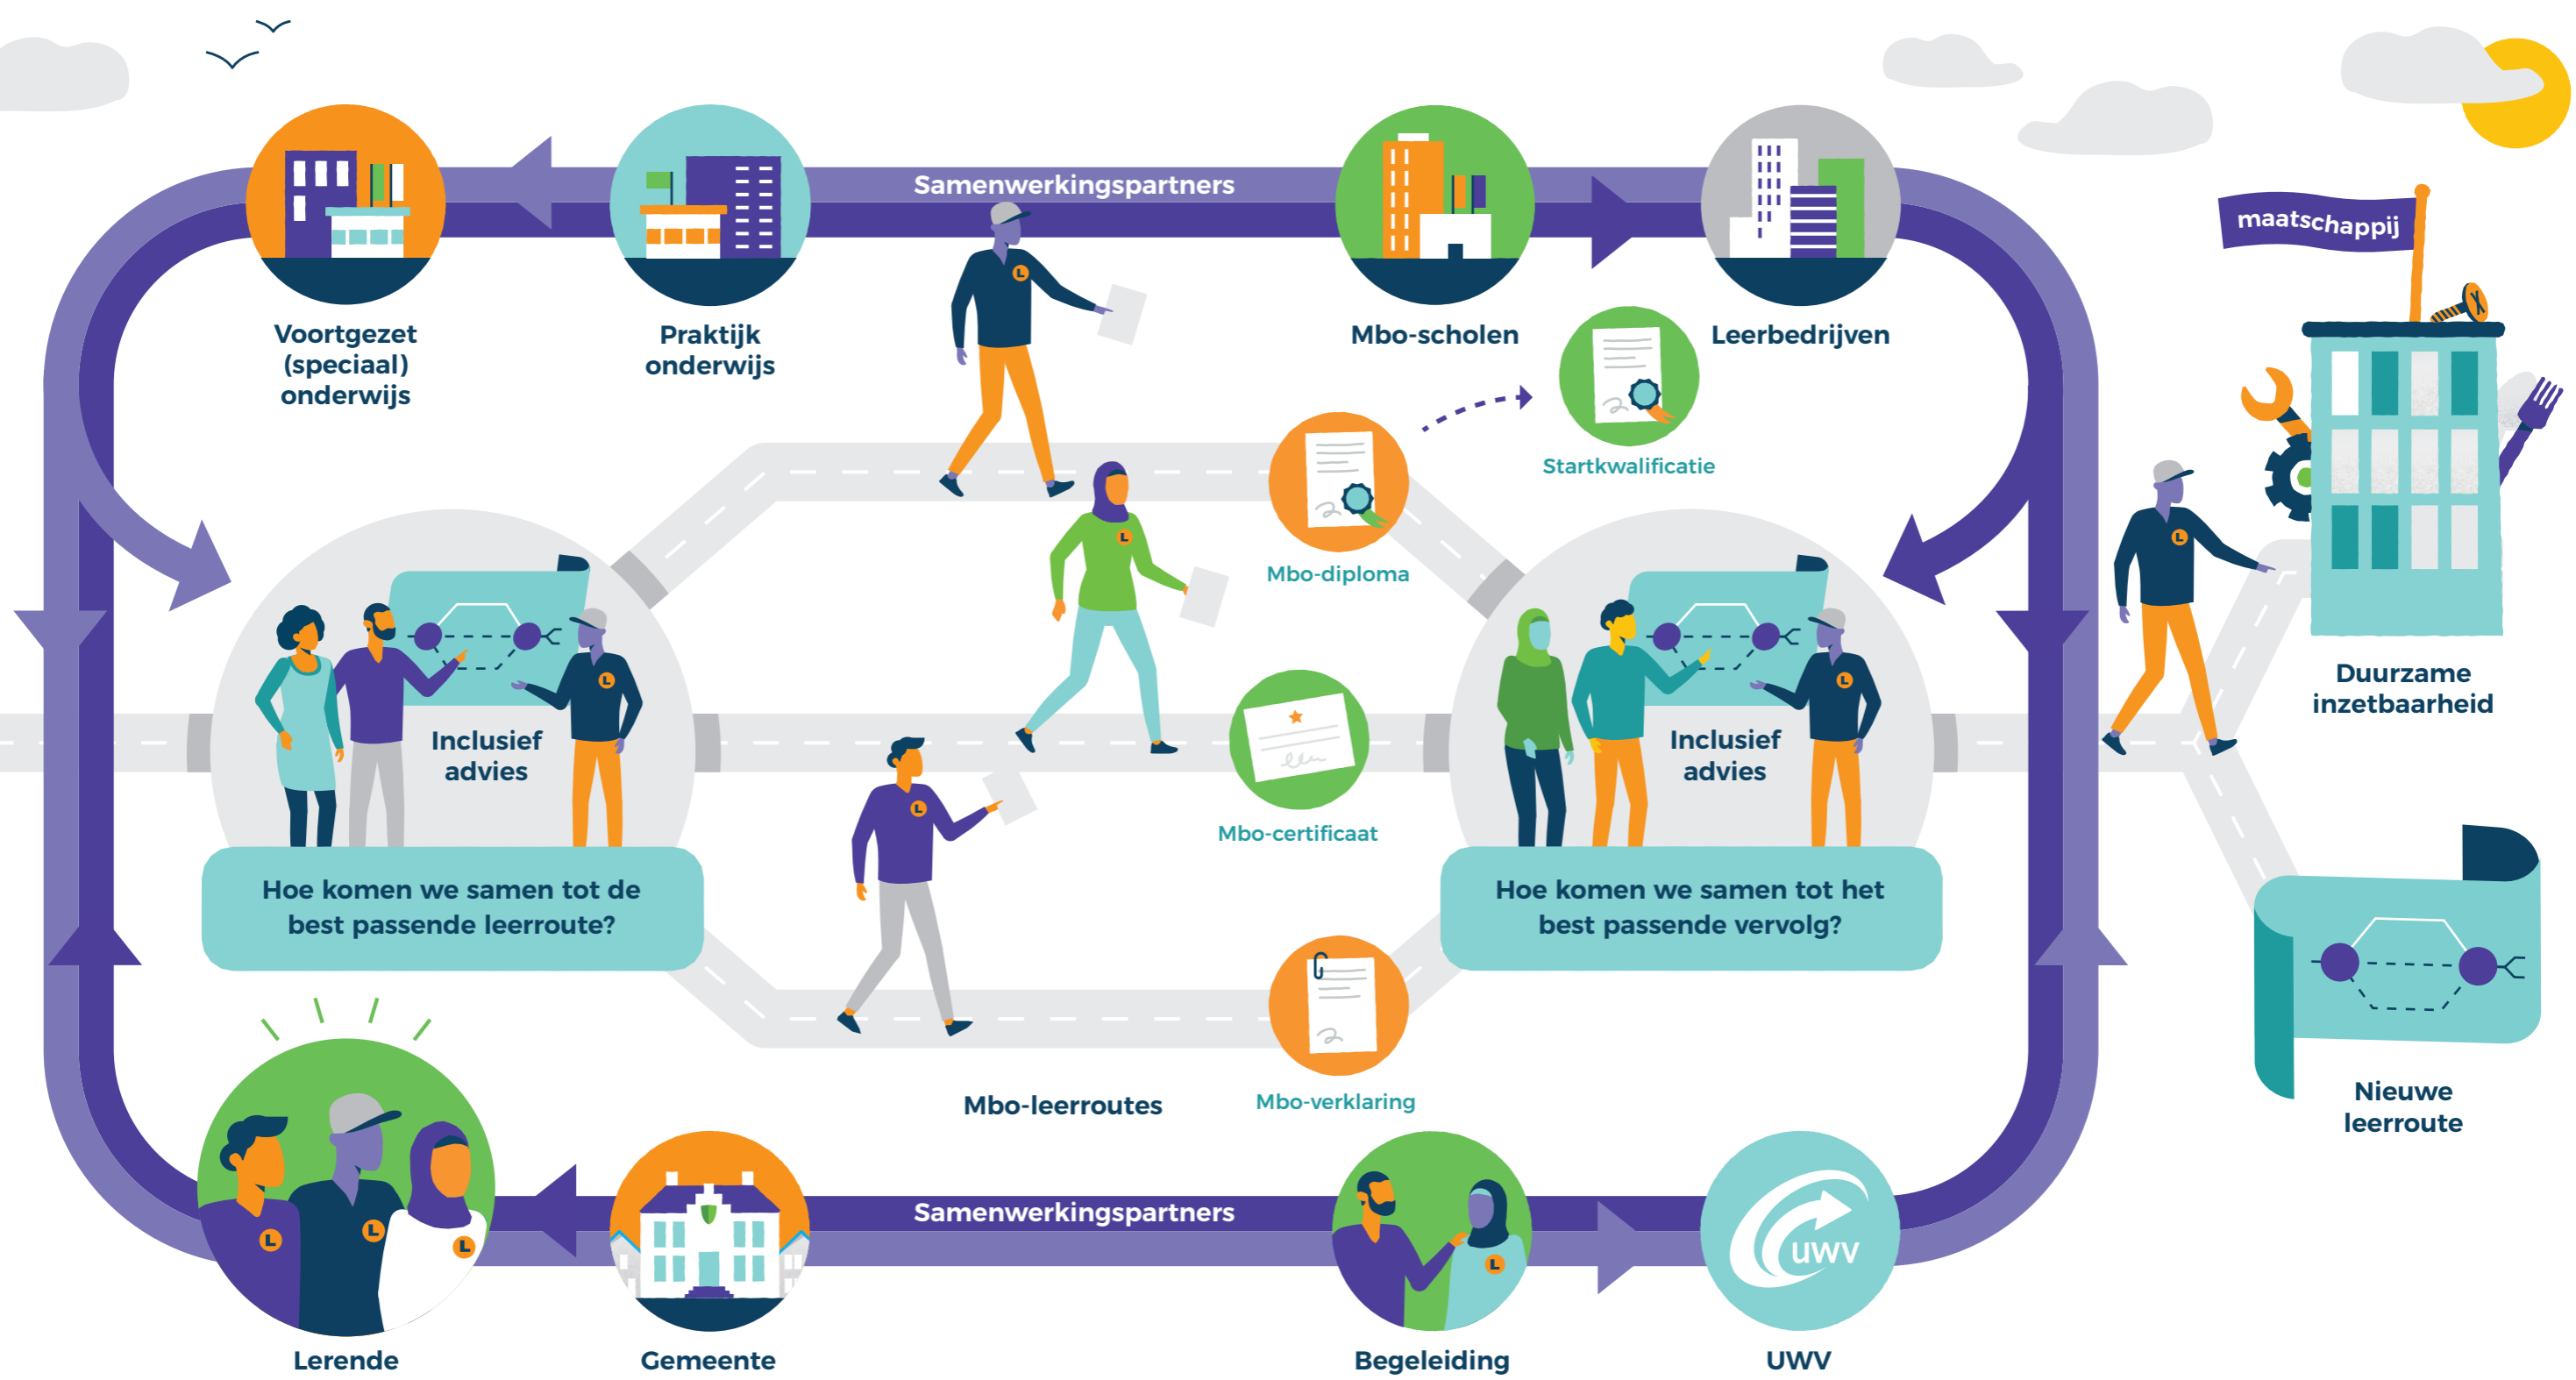 Samenwerkingspartners
maatschappij
Voortgezet
(speciaal)
onderwijs
Praktijk
onderwijs
Mbo-scholen
Leerbedrijven
L
Startkwalificatie
Mbo-diploma
L
L
Inclusief
advies
Hoe komen we samen tot de
best passende leerroute?
L
Mbo-certificaat
L
Inclusief
advies
Hoe komen we samen tot het
best passende vervolg?
L
Duurzame
inzetbaarheid
Mbo-leerroutes
Mbo-verklaring
Nieuwe
leerroute
L
L
L
Samenwerkingspartners
L
UWV
Lerende
Gemeente
Begeleiding
UWV